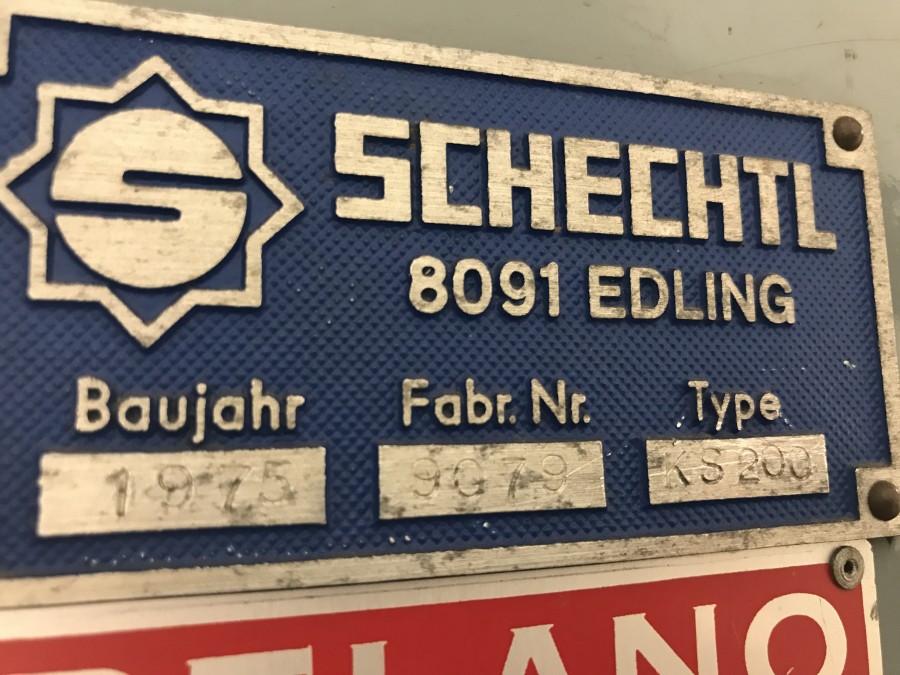 SCHECHTL
8091 EDLING
Baujahr Fabr. Nr. Type
1975 9079 KS 200